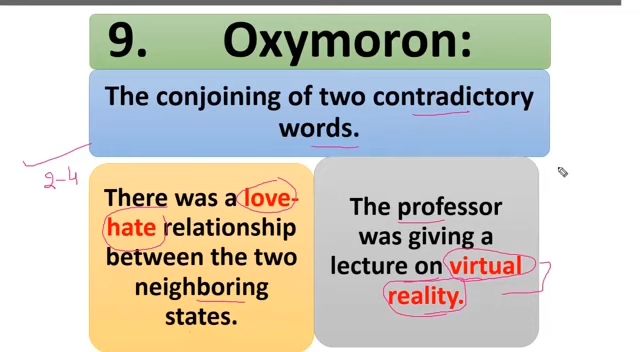 9. Oxymoron:
The conjoining of two contradictory
words.
2-4
There was a love-
hate relationship
between the two
neighboring
states.
The professor
was giving a
lecture on virtual
reality.